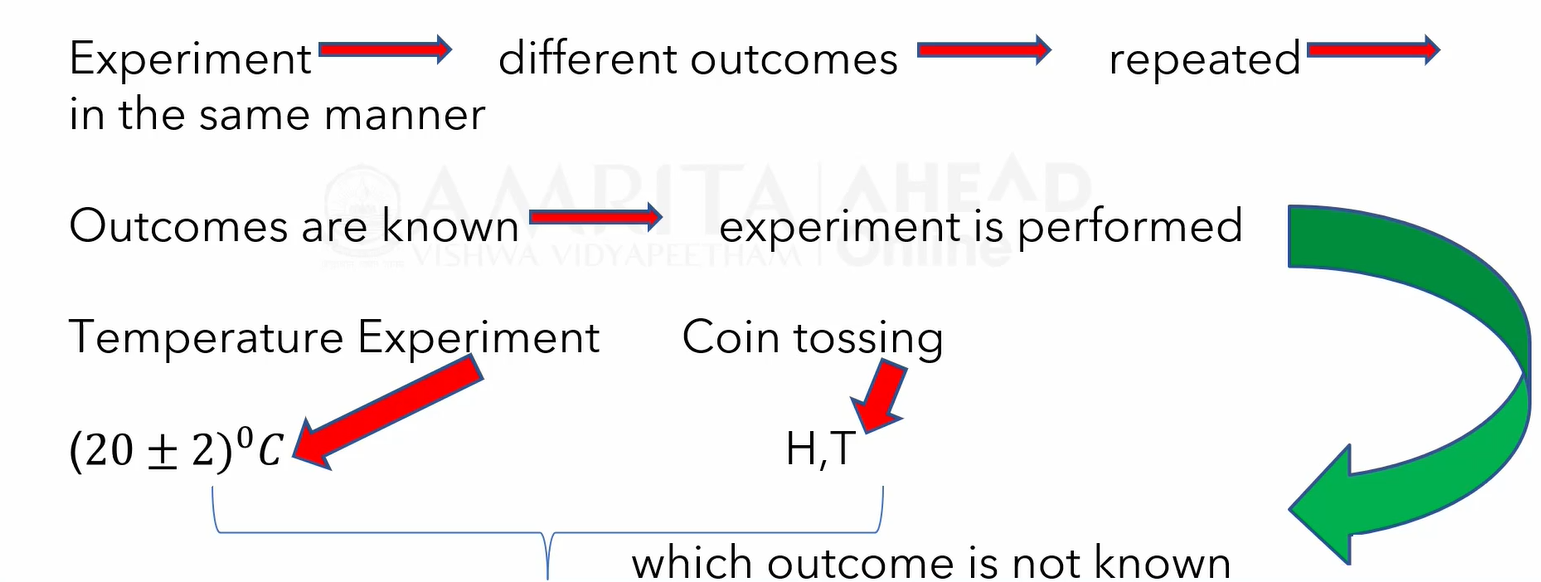 Experiment different outcomes repeated
in the same manner
AMRITA AHEAD
VISHWA VIDYAPEETHAM Online
Outcomes are known experiment is performed
Temperature Experiment Coin tossing
(20 ± 2)⁰C H,T
which outcome is not known